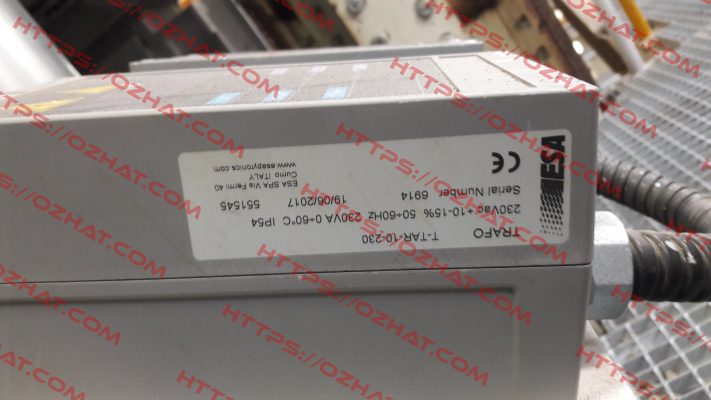 ESA
TRAFO T-TAR-10-230
230Vac +10-15% 50÷60Hz 230VA 0÷60°C IP54
Serial Number 6914 19/06/2017 551545
CE
ESA SPA Via Fermi 40
Curno ITALY
www.esapyronics.com
HTTPS://OZHAT.COM